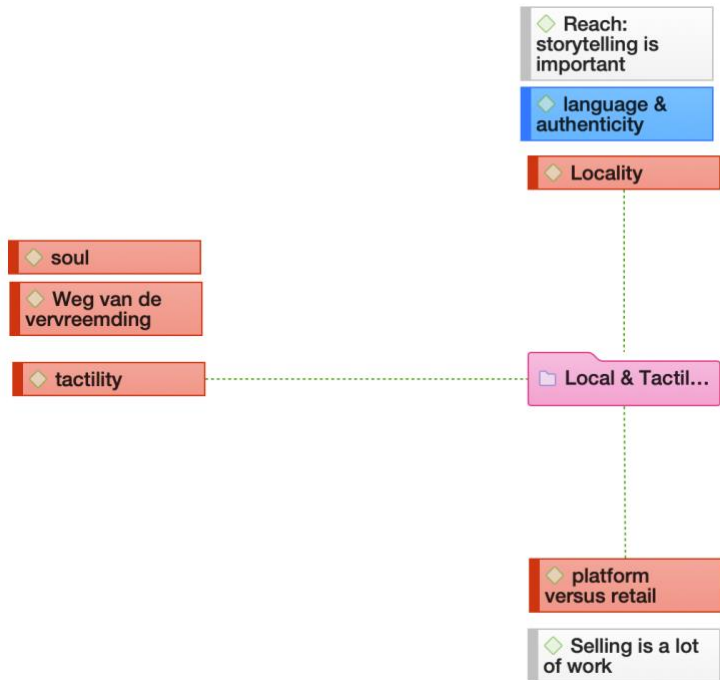 Reach:
storytelling is
important
language &
authenticity
Locality
soul
Weg van de
vervreemding
tactility
Local & Tactil...
platform
versus retail
Selling is a lot
of work